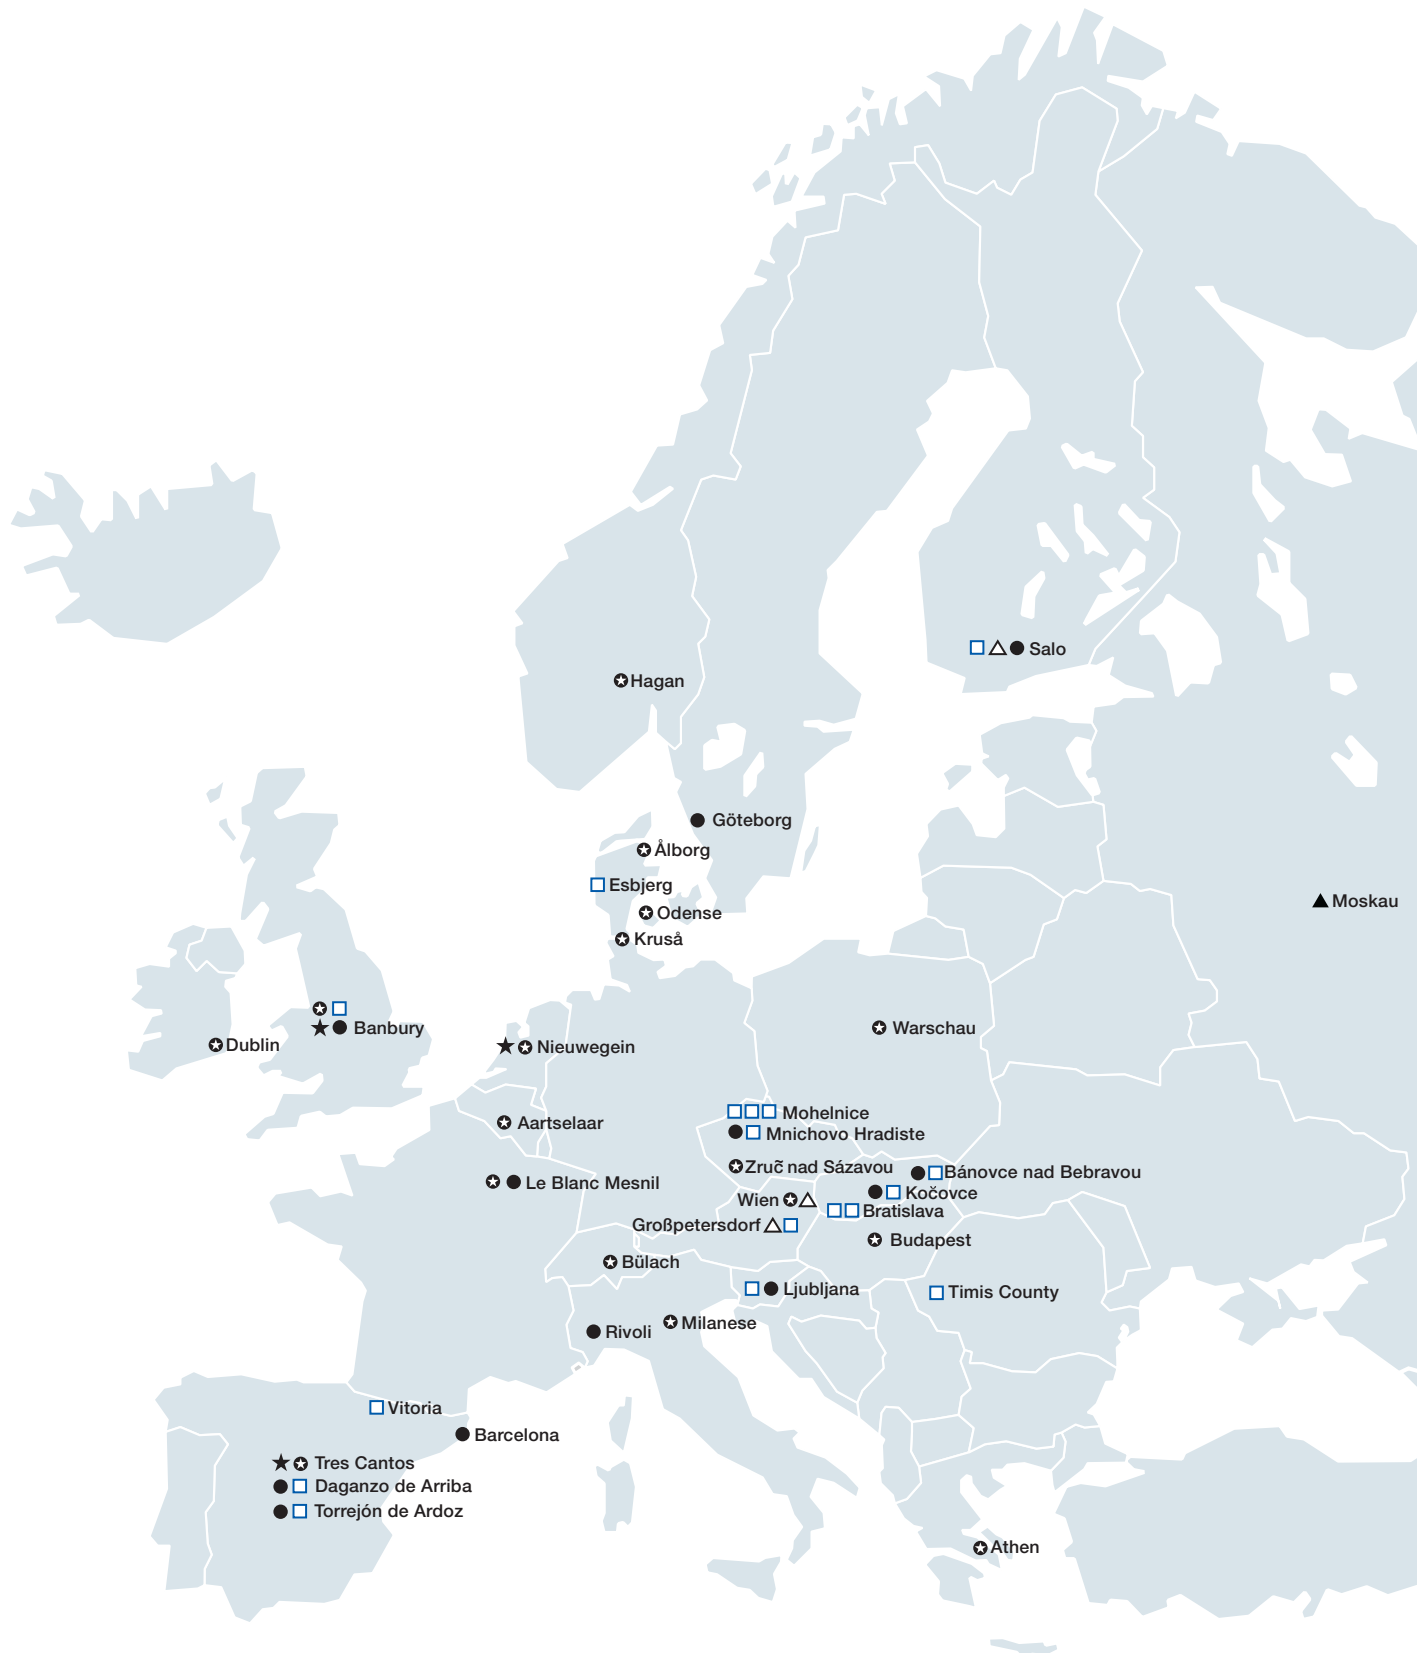 Salo
Hagan
Göteborg
Ålborg
Esbjerg
Moskau
Odense
Kruså
Banbury
Warschau
Dublin
Nieuwegein
Mohelnice
Aartselaar
Mnichovo Hradiste
Zruč nad Sázavou
Bánovce nad Bebravou
Le Blanc Mesnil
Kočovce
Wien
Bratislava
Großpetersdorf
Budapest
Bülach
Ljubljana
Timis County
Milanese
Rivoli
Vitoria
Barcelona
Tres Cantos
Daganzo de Arriba
Torrejón de Ardoz
Athen